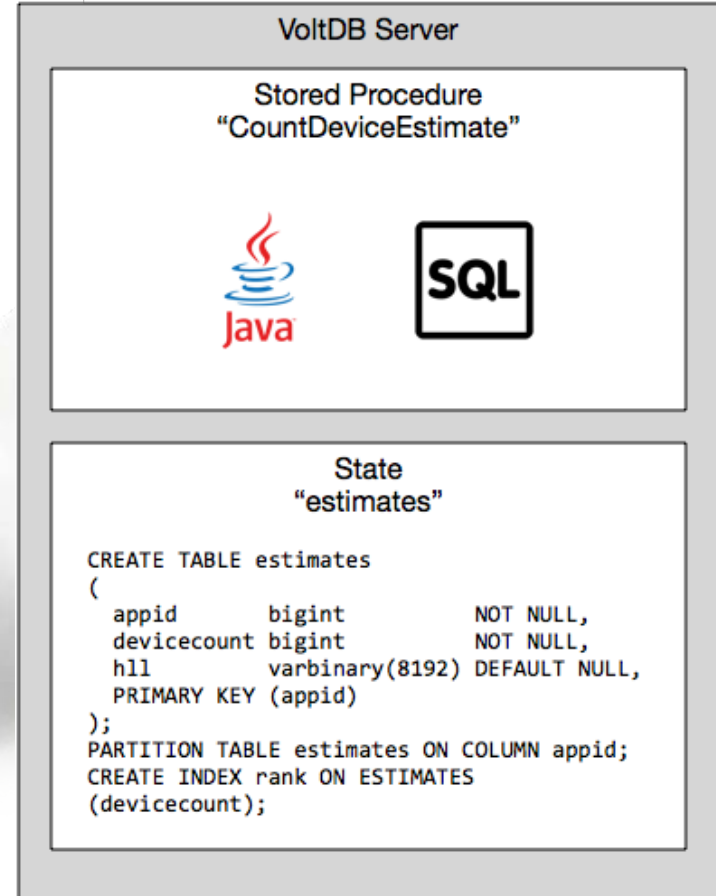 VoltDB Server
Stored Procedure
“CountDeviceEstimate”
Java
SQL
State
“estimates”
CREATE TABLE estimates
(
appid bigint NOT NULL,
devicecount bigint NOT NULL,
hll varbinary(8192) DEFAULT NULL,
PRIMARY KEY (appid)
);
PARTITION TABLE estimates ON COLUMN appid;
CREATE INDEX rank ON ESTIMATES
(devicecount);